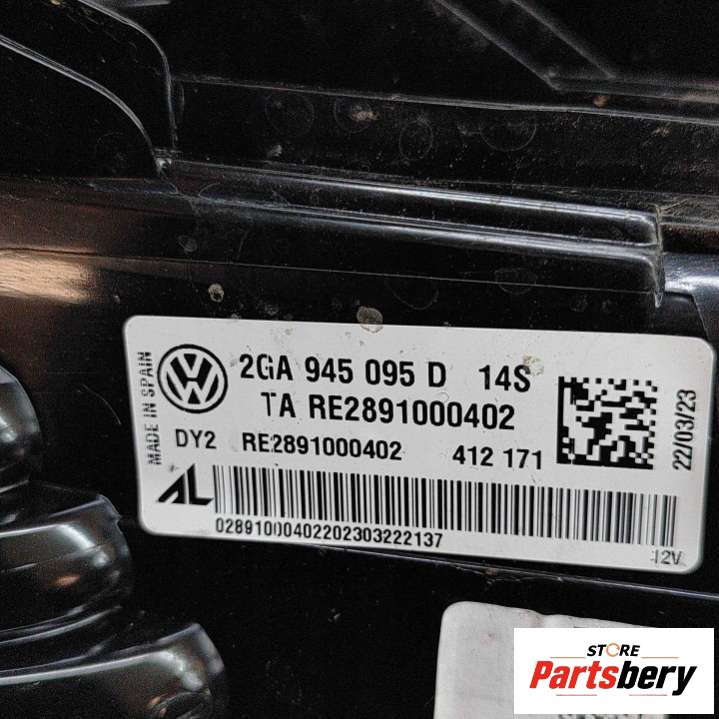 MADE IN SPAIN
2GA 945 095 D 14S
TA RE2891000402
DY2 RE2891000402 412 171
22/03/23
AL
02891000402202303222137
12V
STORE
Partsbery